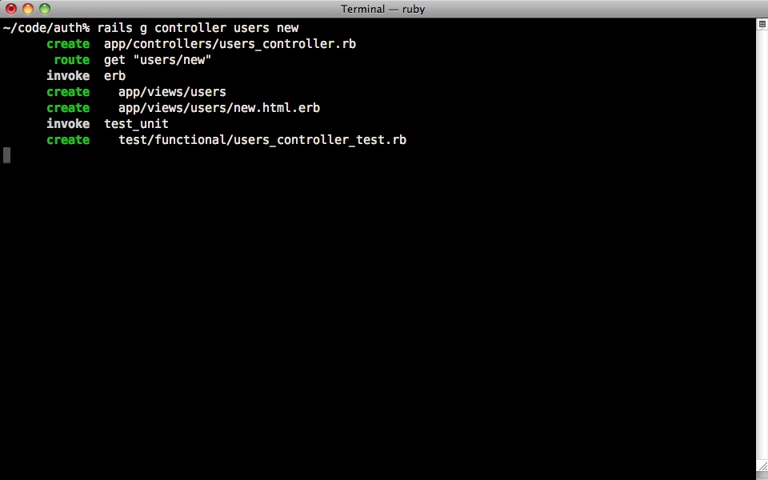 Terminal — ruby
~/code/auth% rails g controller users new
create app/controllers/users_controller.rb
route get "users/new"
invoke erb
create app/views/users
create app/views/users/new.html.erb
invoke test_unit
create test/functional/users_controller_test.rb